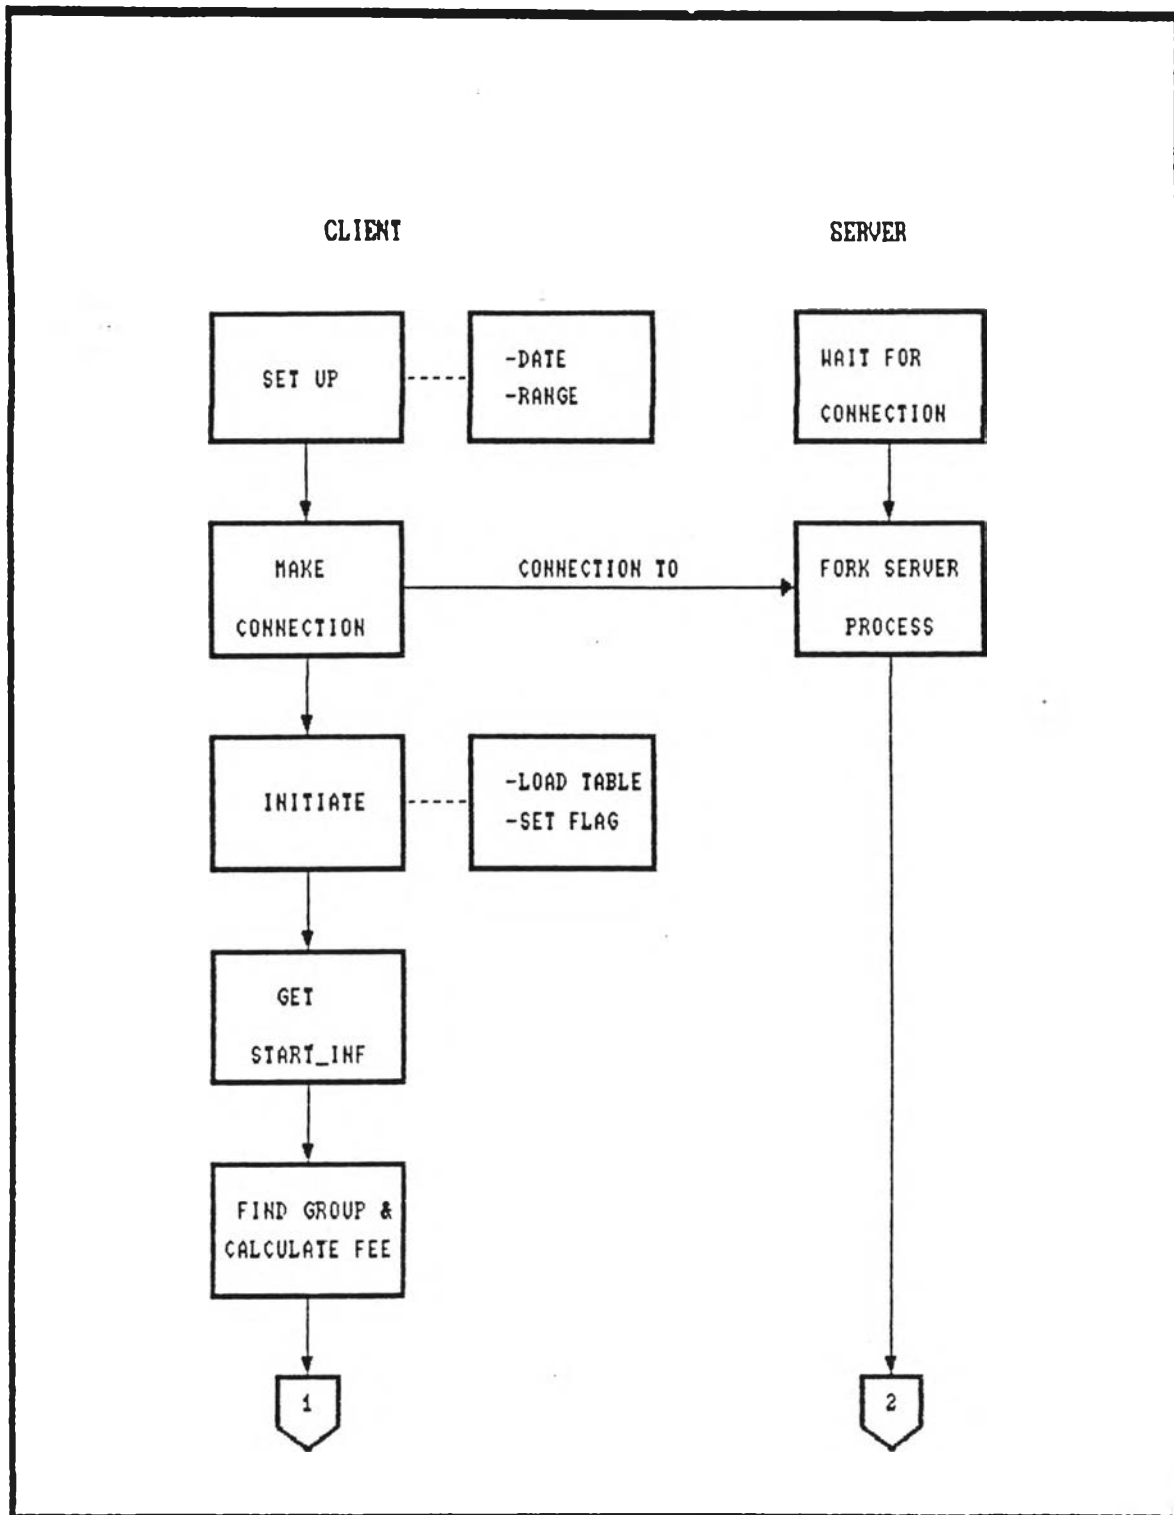 CLIENT
SERVER
SET UP
-DATE
-RANGE
WAIT FOR
CONNECTION
MAKE
CONNECTION
CONNECTION TO
FORK SERVER
PROCESS
INITIATE
-LOAD TABLE
-SET FLAG
GET
START_INF
FIND GROUP &
CALCULATE FEE
1
2